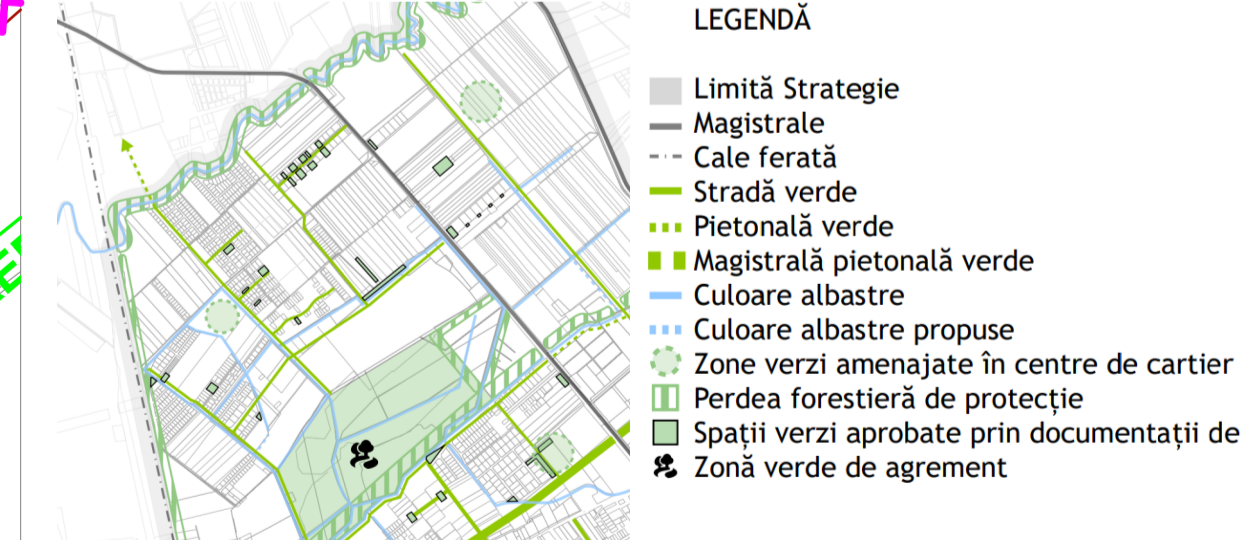 LEGENDĂ
Limită Strategie
Magistrale
Cale ferată
Stradă verde
Pietonală verde
Magistrală pietonală verde
Culoare albastre
Culoare albastre propuse
Zone verzi amenajate în centre de cartier
Perdea forestieră de protecție
Spații verzi aprobate prin documentații de
Zonă verde de agrement